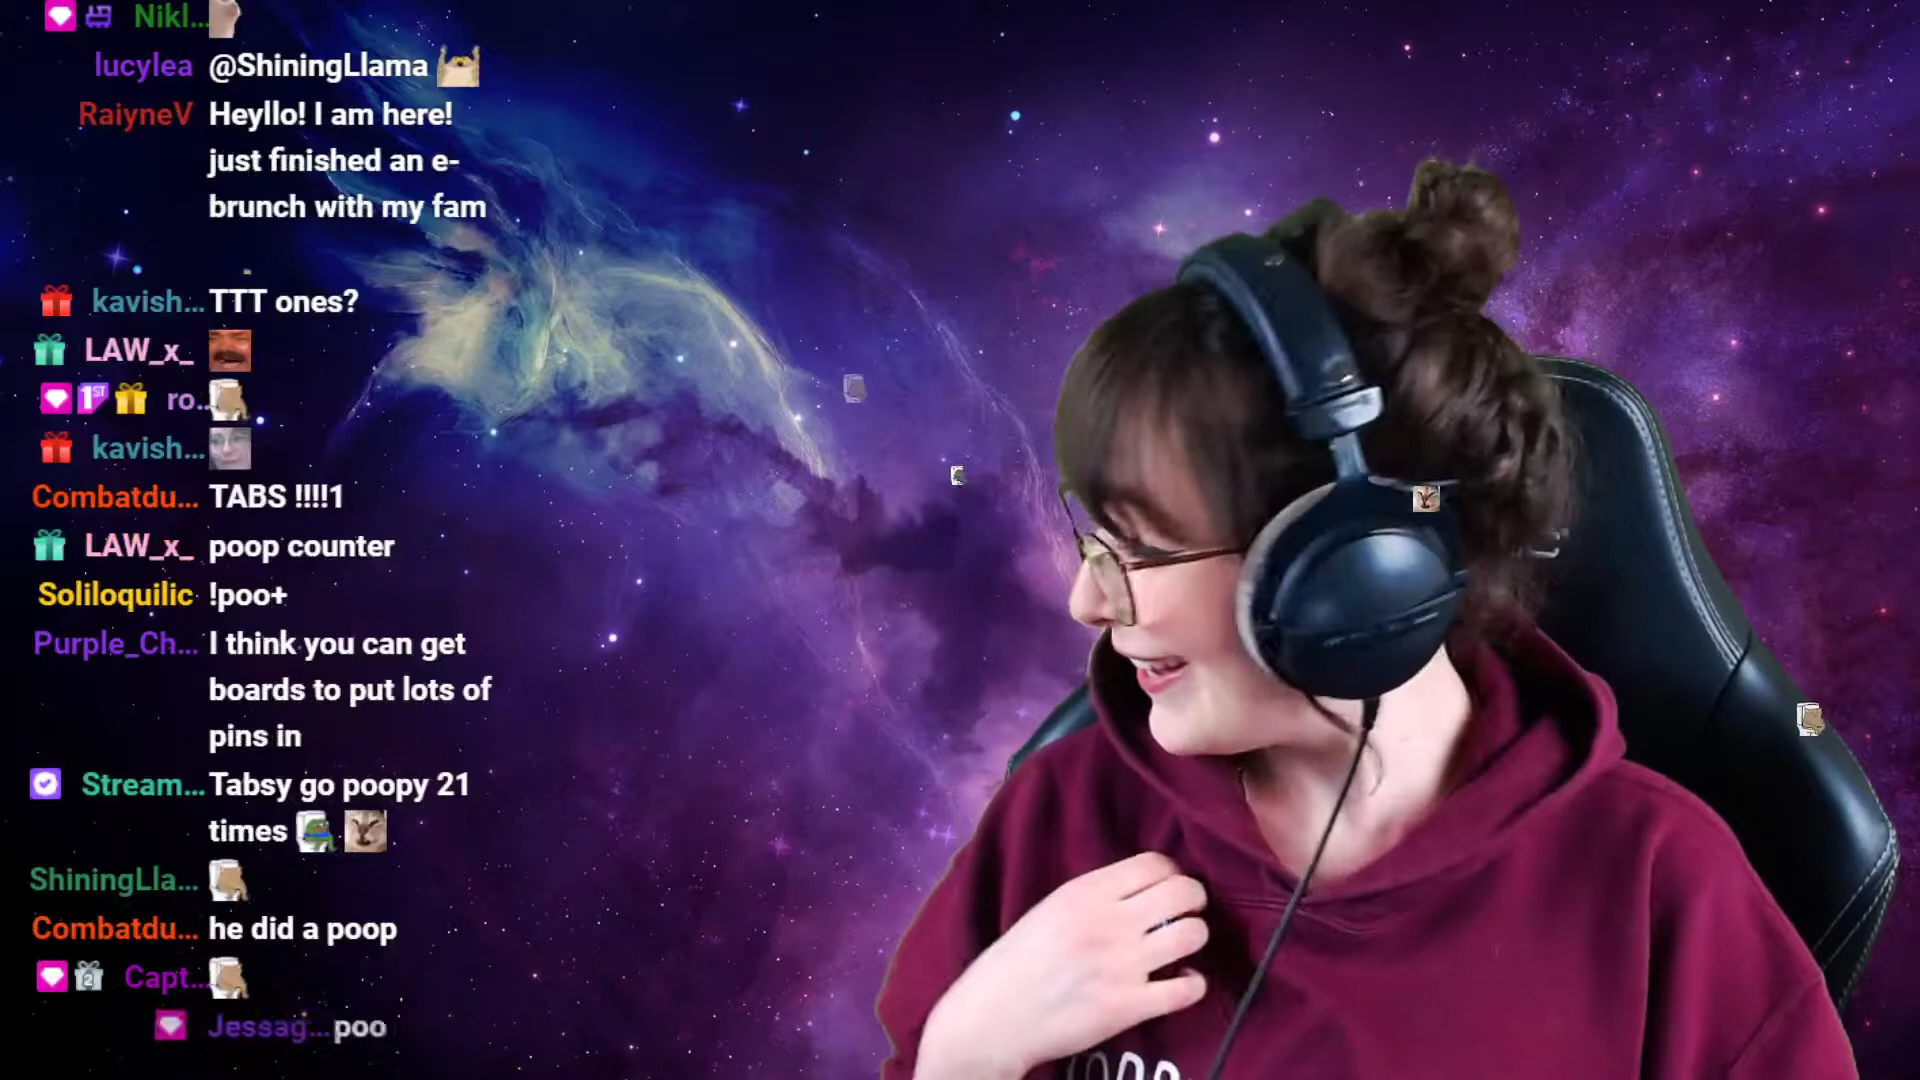 Nikl...
lucylea @ShiningLlama
RaiyneV Heyllo! I am here!
just finished an e-
brunch with my fam
kavish... TTT ones?
LAW_x_
1ST ro...
kavish...
Combatdu... TABS !!!!1
LAW_x_ poop counter
Soliloquilic !poo+
Purple_Ch... I think you can get
boards to put lots of
pins in
Stream... Tabsy go poopy 21
times
ShiningLla...
Combatdu... he did a poop
2 Capt...
Jessag... poo